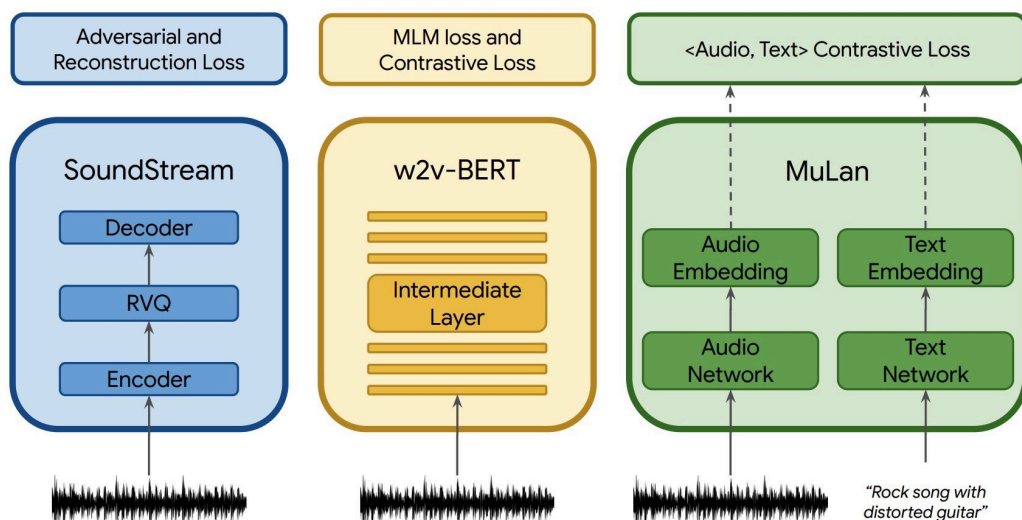 Adversarial and
Reconstruction Loss
MLM loss and
Contrastive Loss
<Audio, Text> Contrastive Loss
SoundStream
Decoder
RVQ
Encoder
w2v-BERT
Intermediate
Layer
MuLan
Audio
Embedding
Text
Embedding
Audio
Network
Text
Network
“Rock song with
distorted guitar”